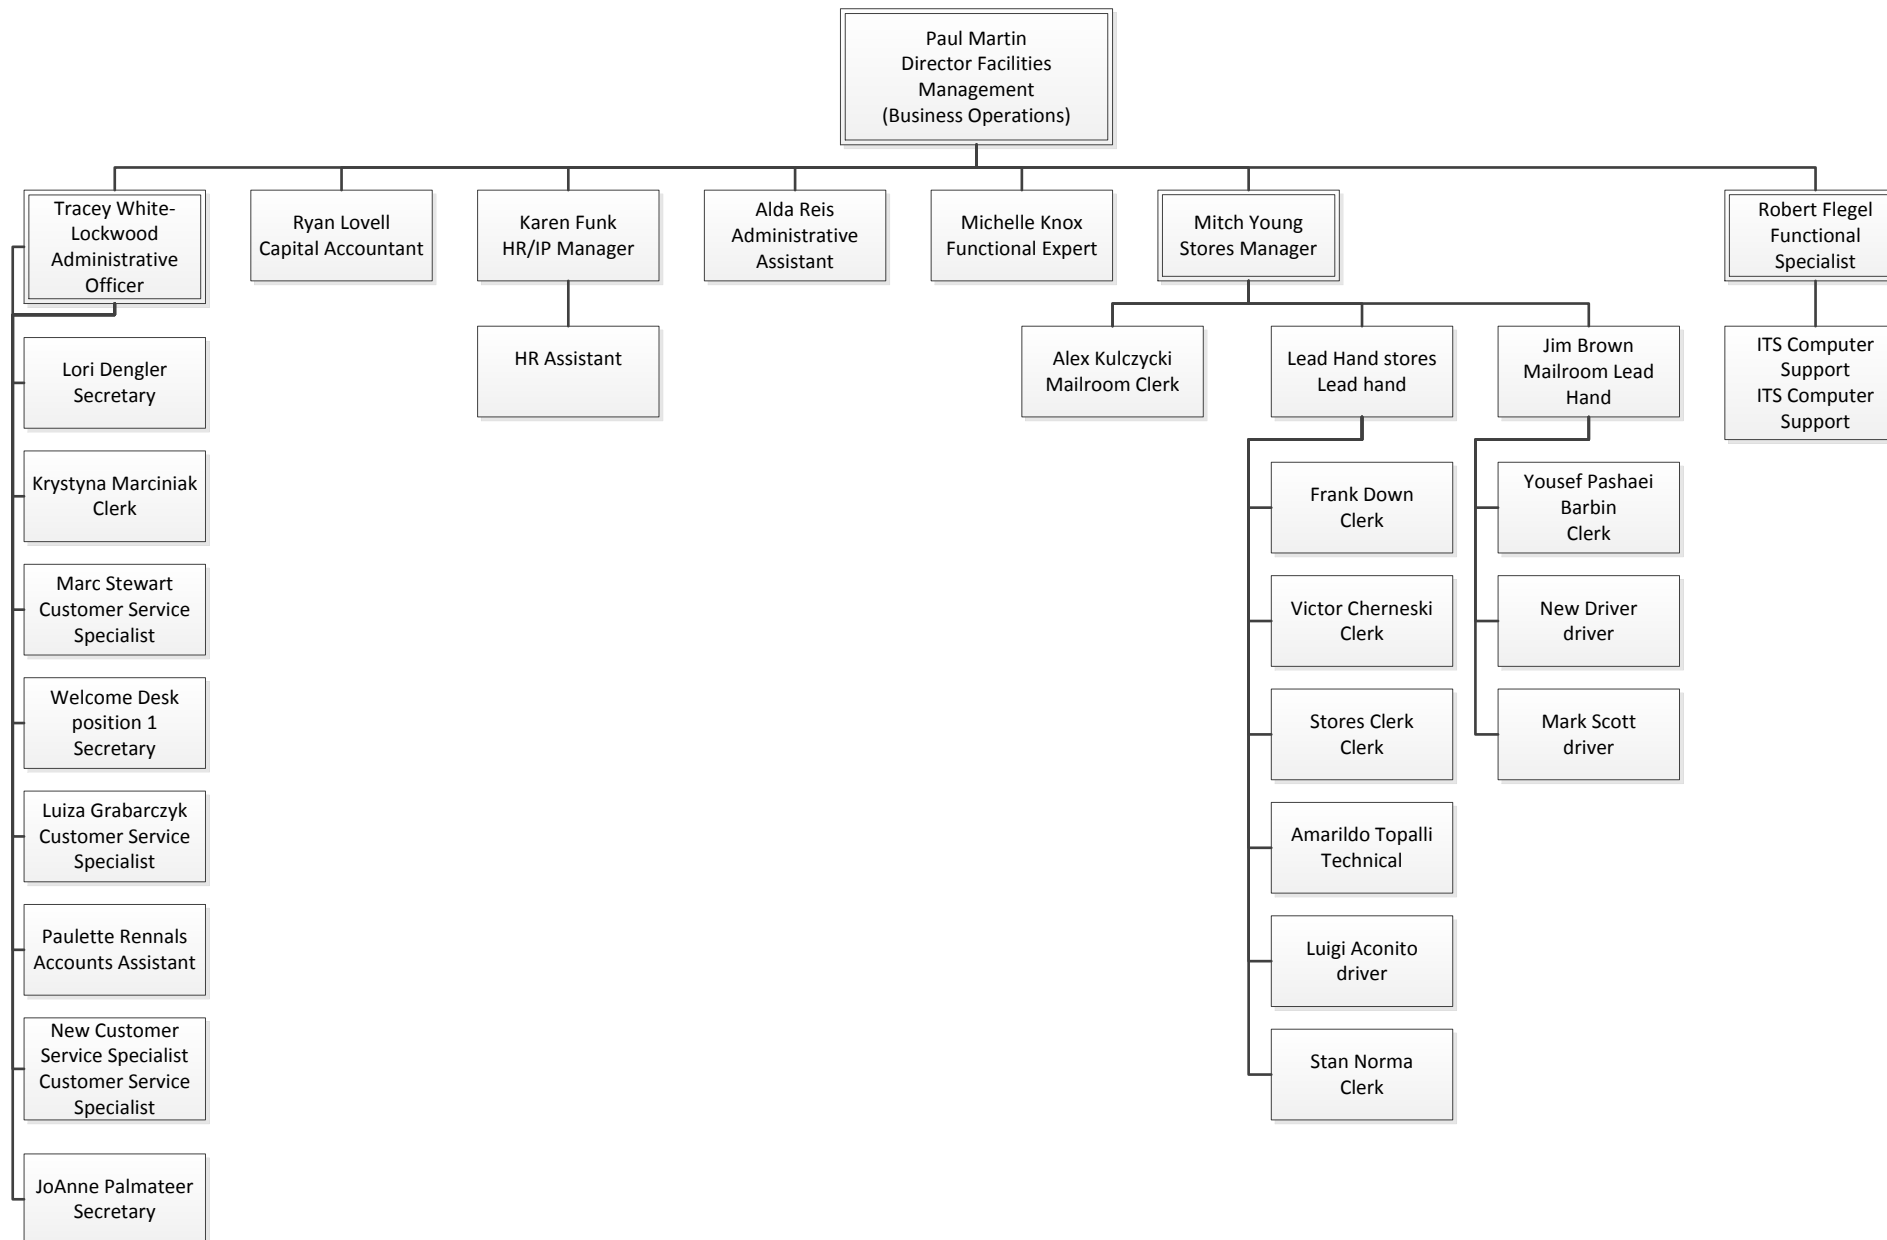 Paul Martin
Director Facilities
Management
(Business Operations)
Tracey White-
Lockwood
Administrative
Officer
Ryan Lovell
Capital Accountant
Karen Funk
HR/IP Manager
Alda Reis
Administrative
Assistant
Michelle Knox
Functional Expert
Mitch Young
Stores Manager
Robert Flegel
Functional
Specialist
Lori Dengler
Secretary
Krystyna Marciniak
Clerk
Marc Stewart
Customer Service
Specialist
Welcome Desk
position 1
Secretary
Luiza Grabarczyk
Customer Service
Specialist
Paulette Rennals
Accounts Assistant
New Customer
Service Specialist
Customer Service
Specialist
JoAnne Palmateer
Secretary
HR Assistant
Alex Kulczycki
Mailroom Clerk
Lead Hand stores
Lead hand
Frank Down
Clerk
Victor Cherneski
Clerk
Stores Clerk
Clerk
Amarildo Topalli
Technical
Luigi Aconito
driver
Stan Norma
Clerk
Jim Brown
Mailroom Lead
Hand
Yousef Pashaei
Barbin
Clerk
New Driver
driver
Mark Scott
driver
ITS Computer
Support
ITS Computer
Support